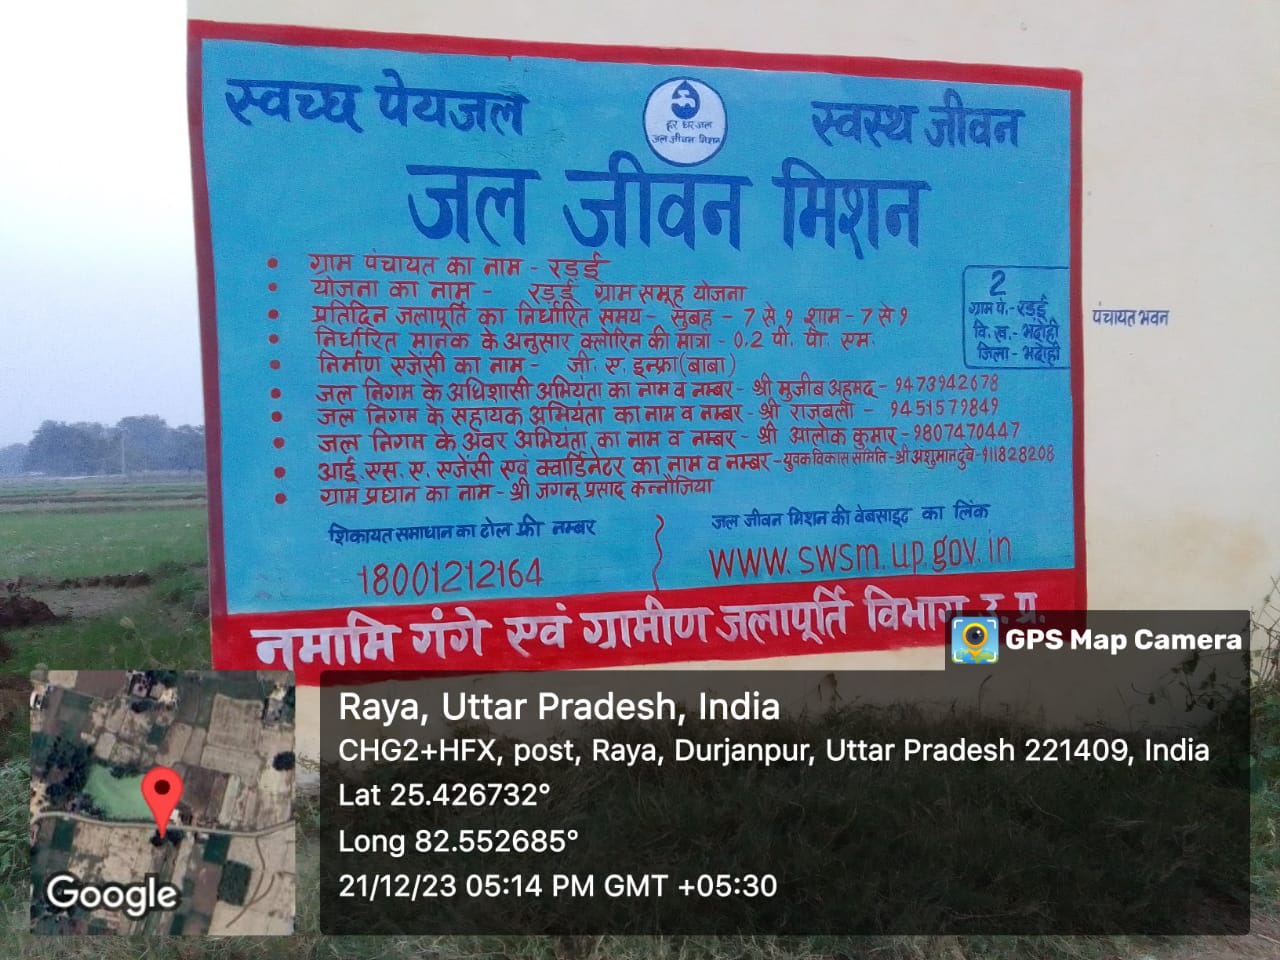 स्वच्छ पेयजल
हर घर जल
जल जीवन मिशन
स्वस्थ जीवन
जल जीवन मिशन
• ग्राम पंचायत का नाम - रड़ई
• योजना का नाम - रड़ई ग्राम समूह योजना
• प्रतिदिन जलापूर्ति का निर्धारित समय - सुबह - 7 से 9 शाम - 7 से 9
• निर्धारित मानक के अनुसार क्लोरिन की मात्रा - 0.2 पी. पी. एम.
• निर्माण एजेंसी का नाम - जी. ए. इन्फ्रा (बाबा)
• जल निगम के अधिशासी अभियंता का नाम व नम्बर - श्री मुजीब अहमद - 9473942678
• जल निगम के सहायक अभियंता का नाम व नम्बर - श्री राजबली - 9451579849
• जल निगम के अवर अभियंता का नाम व नम्बर - श्री आलोक कुमार - 9807470447
• आई. एस. ए. एजेंसी एवं क्वार्डिनेटर का नाम व नम्बर - युवक विकास समिति - श्री अंशुमान दुबे - 911828208
• ग्राम प्रधान का नाम - श्री जगनू प्रसाद कन्नौजिया
2
ग्राम पं. - रड़ई
वि. ख. - भदोही
जिला - भदोही
पंचायत भवन
शिकायत समाधान का टोल फ्री नम्बर
18001212164
जल जीवन मिशन की वेबसाइट का लिंक
www.swsm.up.gov.in
नमामि गंगे एवं ग्रामीण जलापूर्ति विभाग उ.प्र.
GPS Map Camera
Raya, Uttar Pradesh, India
CHG2+HFX, post, Raya, Durjanpur, Uttar Pradesh 221409, India
Lat 25.426732°
Long 82.552685°
21/12/23 05:14 PM GMT +05:30
Google